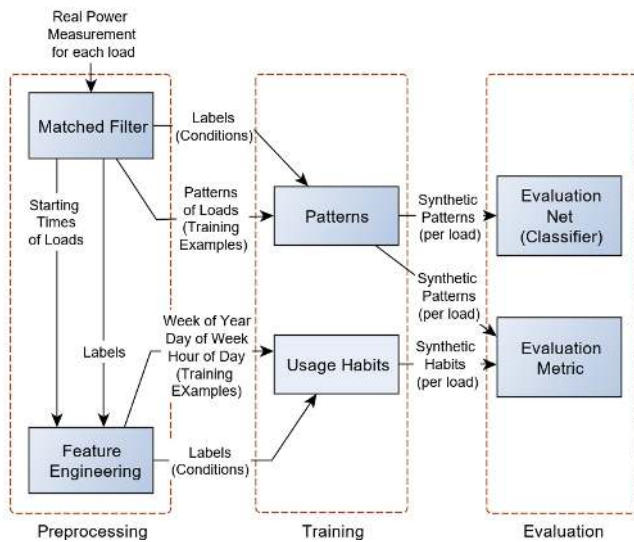 Real Power
Measurement
for each load
Matched Filter
Labels
(Conditions)
Starting
Times
of Loads
Patterns
of Loads
(Training
Examples)
Patterns
Synthetic
Patterns
(per load)
Evaluation
Net
(Classifier)
Synthetic
Patterns
(per load)
Week of Year
Day of Week
Hour of Day
(Training
EXamples)
Labels
Usage Habits
Synthetic
Habits
(per load)
Evaluation
Metric
Feature
Engineering
Labels
(Conditions)
Preprocessing
Training
Evaluation